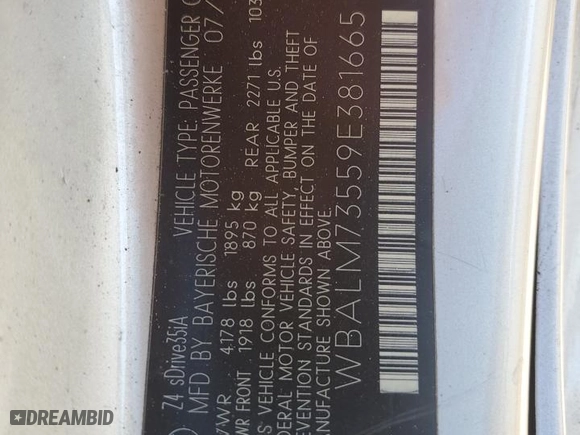 Z4 sDrive35iA VEHICLE TYPE: PASSENGER
MFD BY BAYERISCHE MOTORENWERKE 07/
4178 lbs 1895 kg
FRONT 1918 lbs 870 kg REAR 2271 lbs 103
VEHICLE CONFORMS TO ALL APPLICABLE U.S.
MOTOR VEHICLE SAFETY, BUMPER AND THEFT
STANDARDS IN EFFECT ON THE DATE OF
SHOWN ABOVE.
WBALM73559E381665
DREAMBID